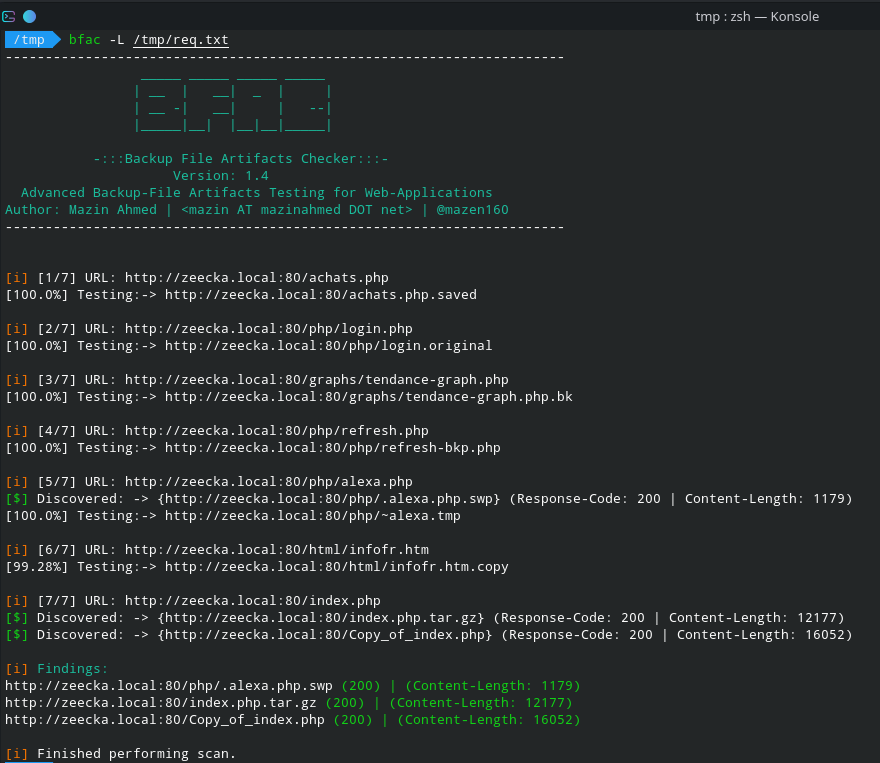 tmp : zsh — Konsole
/tmp bfac -L /tmp/req.txt
----------------------------------------------------------------------
BFAC
-:::Backup File Artifacts Checker:::-
Version: 1.4
Advanced Backup-File Artifacts Testing for Web-Applications
Author: Mazin Ahmed | <mazin AT mazinahmed DOT net> | @mazen160
----------------------------------------------------------------------
[i] [1/7] URL: http://zeecka.local:80/achats.php
[100.0%] Testing:-> http://zeecka.local:80/achats.php.saved
[i] [2/7] URL: http://zeecka.local:80/php/login.php
[100.0%] Testing:-> http://zeecka.local:80/php/login.original
[i] [3/7] URL: http://zeecka.local:80/graphs/tendance-graph.php
[100.0%] Testing:-> http://zeecka.local:80/graphs/tendance-graph.php.bk
[i] [4/7] URL: http://zeecka.local:80/php/refresh.php
[100.0%] Testing:-> http://zeecka.local:80/php/refresh-bkp.php
[i] [5/7] URL: http://zeecka.local:80/php/alexa.php
[$] Discovered: -> {http://zeecka.local:80/php/.alexa.php.swp} (Response-Code: 200 | Content-Length: 1179)
[100.0%] Testing:-> http://zeecka.local:80/php/~alexa.tmp
[i] [6/7] URL: http://zeecka.local:80/html/infofr.htm
[99.28%] Testing:-> http://zeecka.local:80/html/infofr.htm.copy
[i] [7/7] URL: http://zeecka.local:80/index.php
[$] Discovered: -> {http://zeecka.local:80/index.php.tar.gz} (Response-Code: 200 | Content-Length: 12177)
[$] Discovered: -> {http://zeecka.local:80/Copy_of_index.php} (Response-Code: 200 | Content-Length: 16052)
[i] Findings:
http://zeecka.local:80/php/.alexa.php.swp (200) | (Content-Length: 1179)
http://zeecka.local:80/index.php.tar.gz (200) | (Content-Length: 12177)
http://zeecka.local:80/Copy_of_index.php (200) | (Content-Length: 16052)
[i] Finished performing scan.